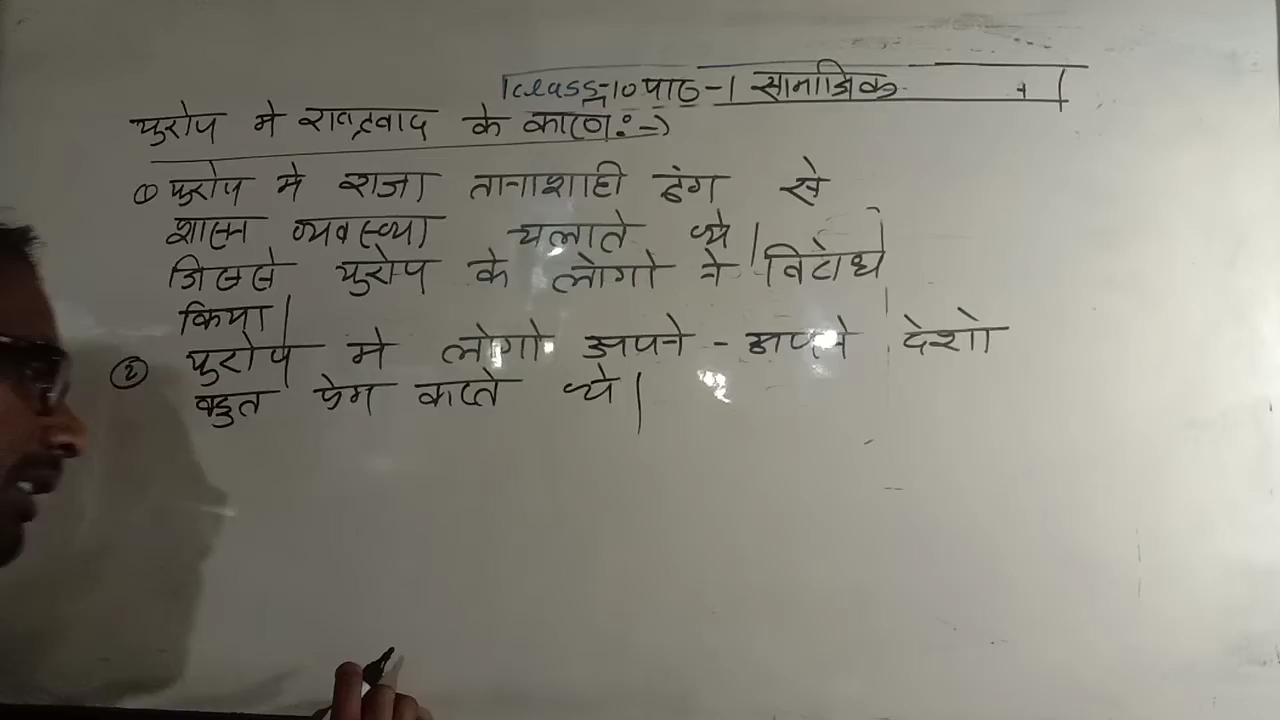 class-10 पाठ-1 सामाजिक
युरोप मे राष्ट्रवाद के कारण :-)
① युरोप मे राजा तानाशाही ढंग से
शासन व्यवस्था चलाते थे|
जिससे युरोप के लोगो ने विरोध
किया|
② युरोप मे लोगो अपने - अपने देशो
बहुत प्रेम करते थे|